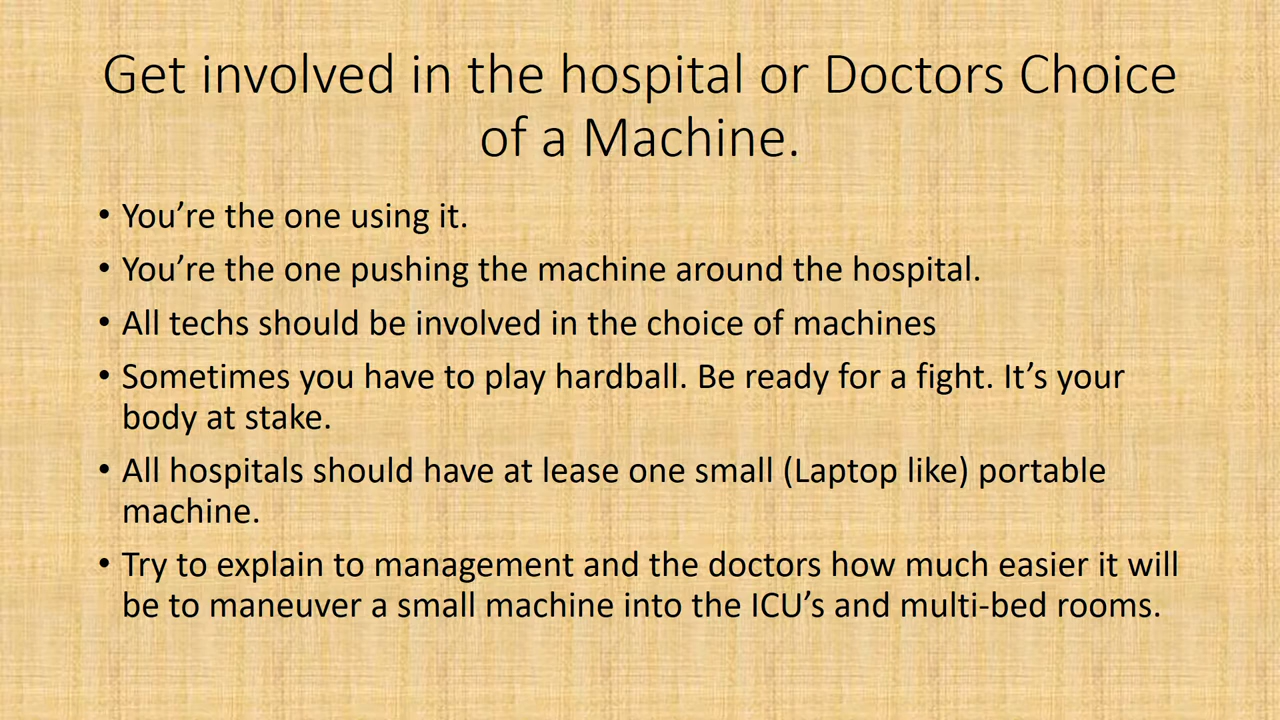 Get involved in the hospital or Doctors Choice
of a Machine.
• You’re the one using it.
• You’re the one pushing the machine around the hospital.
• All techs should be involved in the choice of machines
• Sometimes you have to play hardball. Be ready for a fight. It’s your
body at stake.
• All hospitals should have at lease one small (Laptop like) portable
machine.
• Try to explain to management and the doctors how much easier it will
be to maneuver a small machine into the ICU’s and multi-bed rooms.